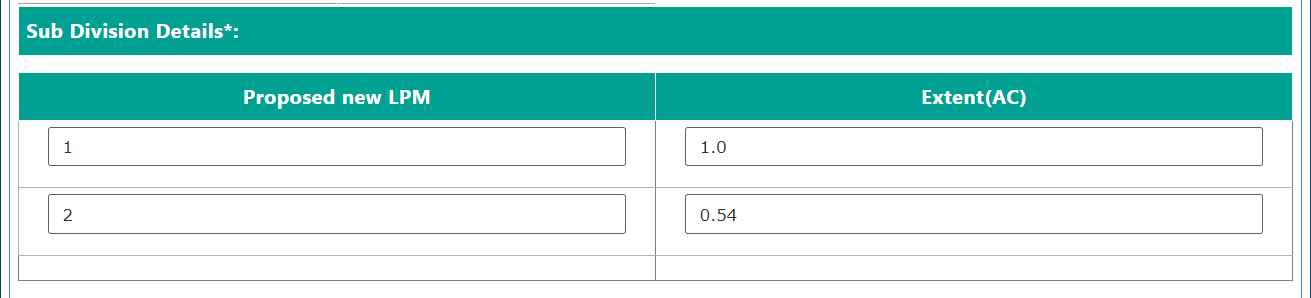 Sub Division Details*:
Proposed new LPM Extent(AC)
1 1.0
2 0.54